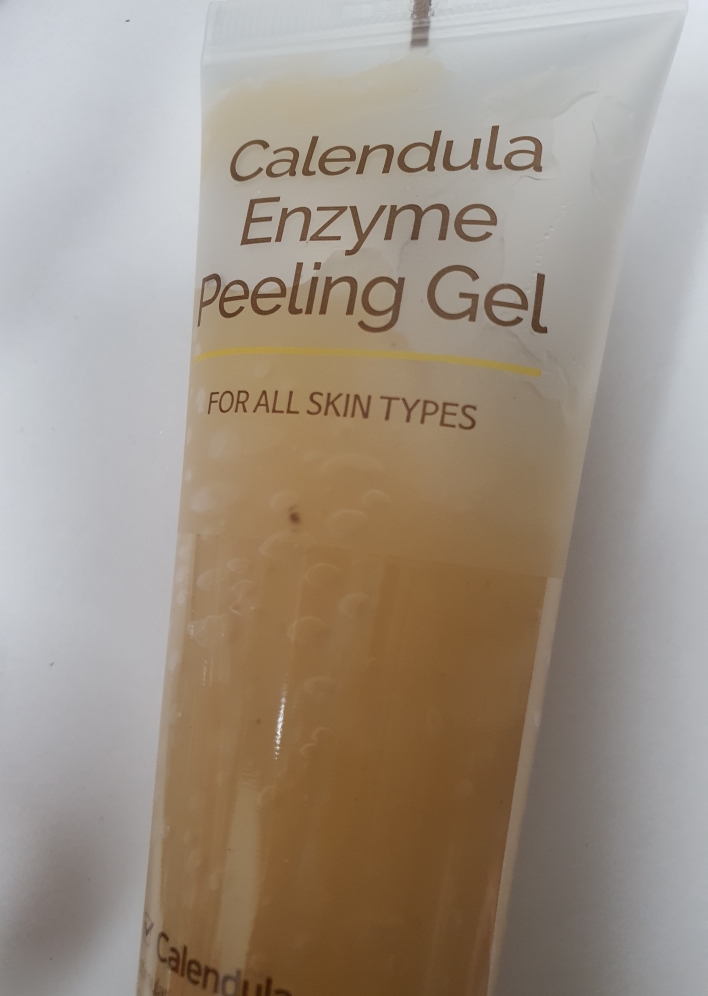 Calendula
Enzyme
Peeling Gel
FOR ALL SKIN TYPES
Calendula